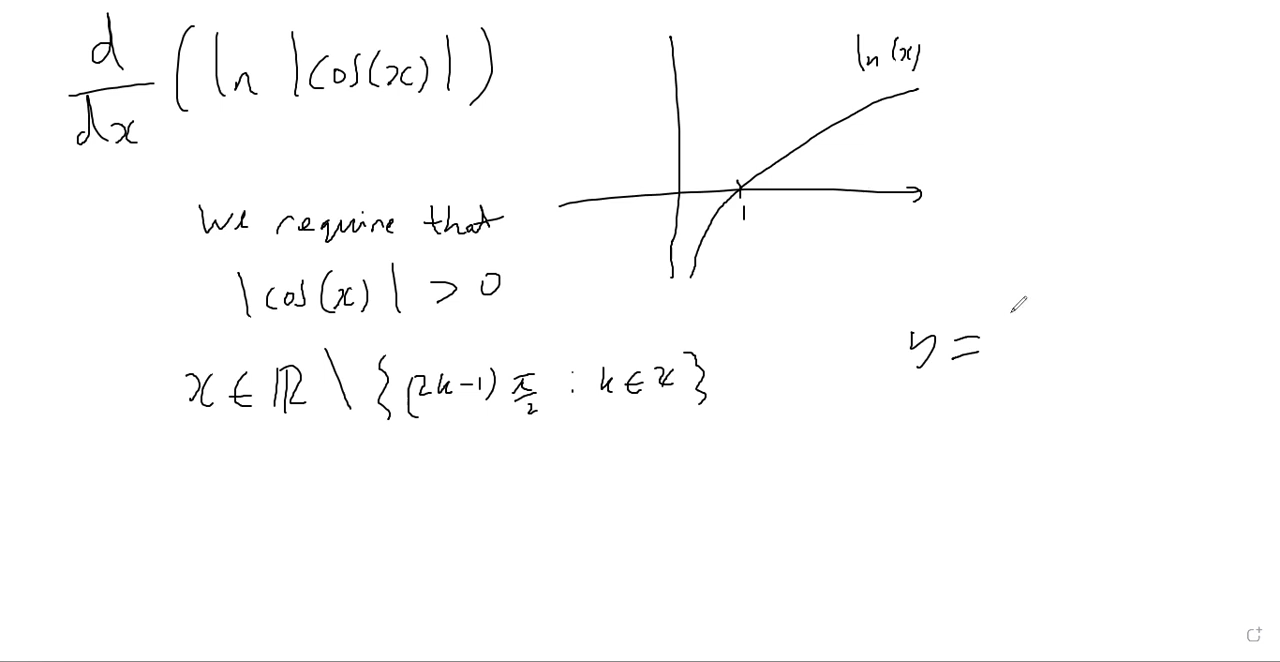 d/dx (ln |cos(x)|)
ln(x)
1
We require that
|cos(x)| > 0
y =
x ∈ ℝ \ {(2k-1) π/2 : k ∈ ℤ}